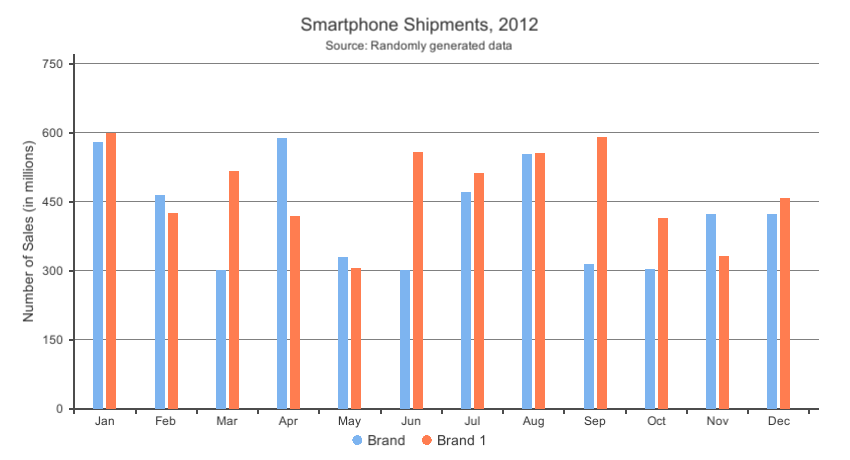 Smartphone Shipments, 2012
Source: Randomly generated data
Number of Sales (in millions)
750
600
450
300
150
0
Jan Feb Mar Apr May Jun Jul Aug Sep Oct Nov Dec
Brand Brand 1